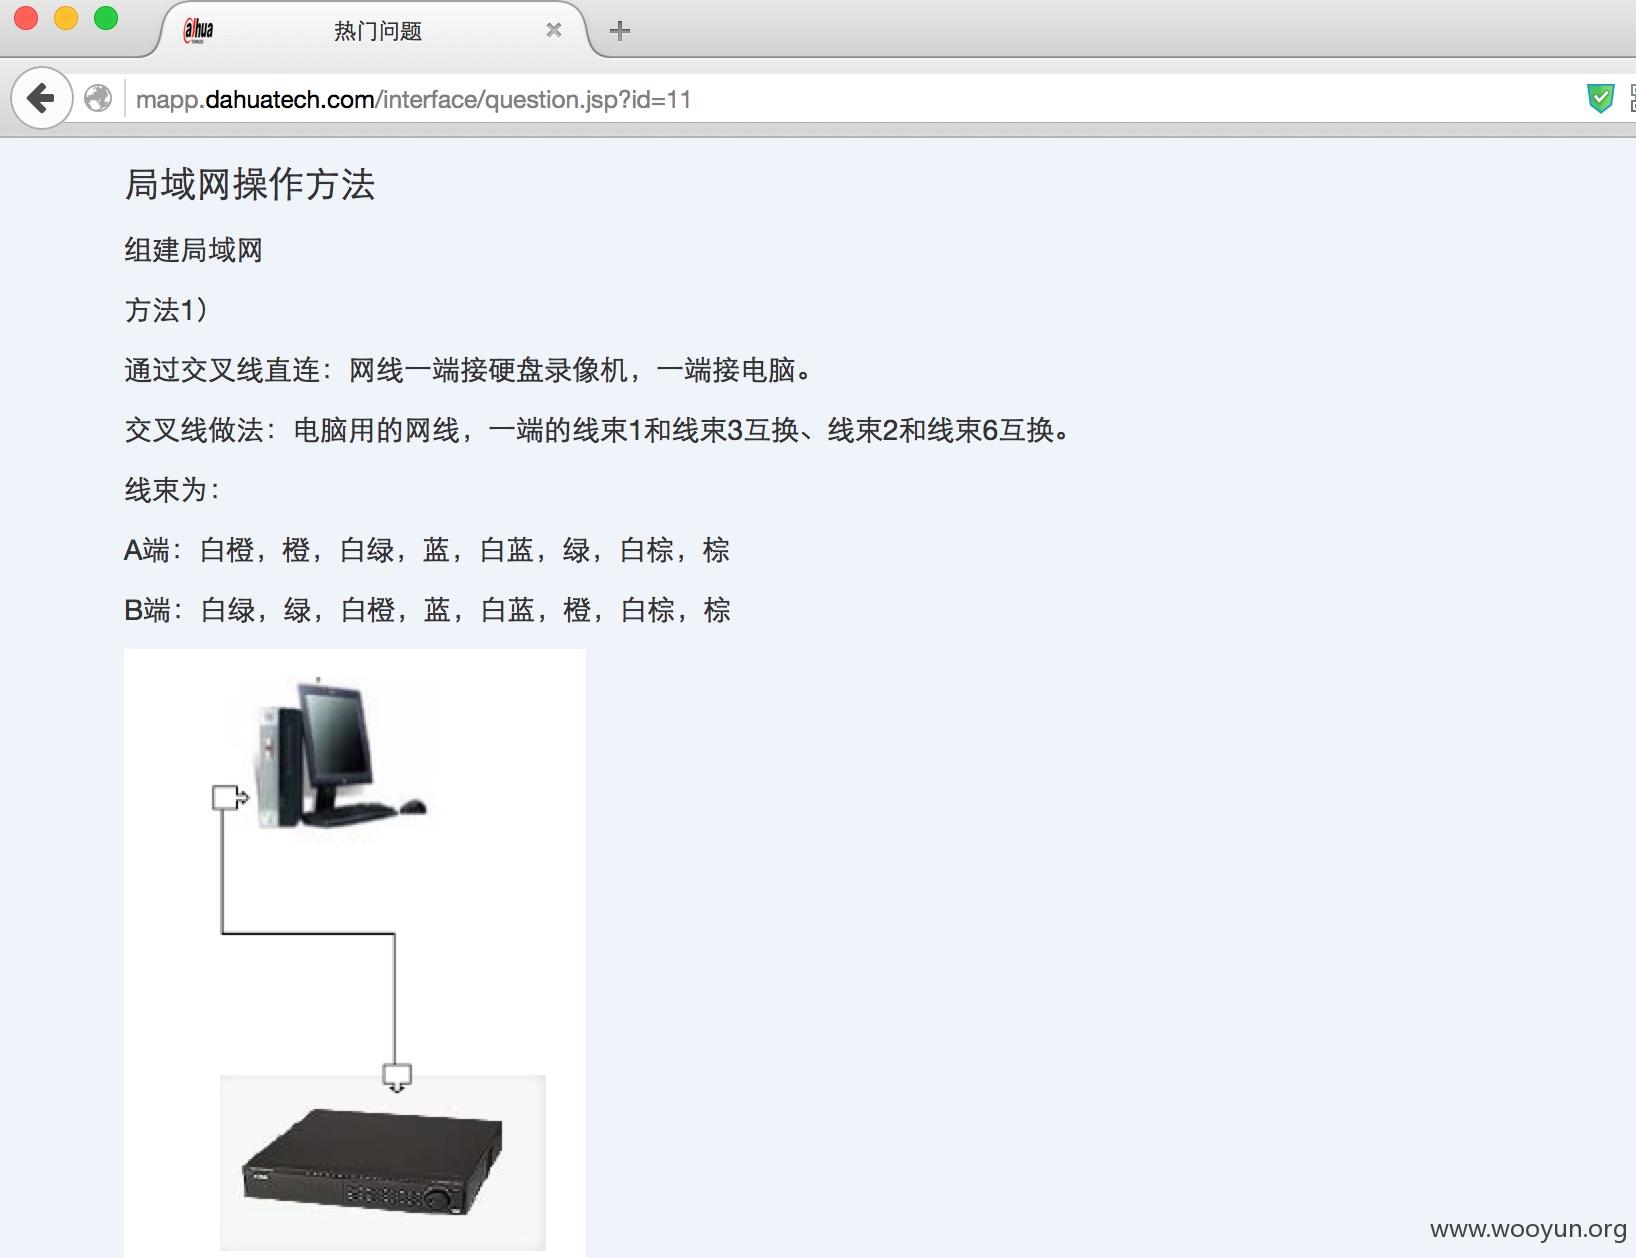 alhua
热门问题
mapp.dahuatech.com/interface/question.jsp?id=11
局域网操作方法
组建局域网
方法1）
通过交叉线直连：网线一端接硬盘录像机，一端接电脑。
交叉线做法：电脑用的网线，一端的线束1和线束3互换、线束2和线束6互换。
线束为：
A端：白橙，橙，白绿，蓝，白蓝，绿，白棕，棕
B端：白绿，绿，白橙，蓝，白蓝，橙，白棕，棕
www.wooyun.org